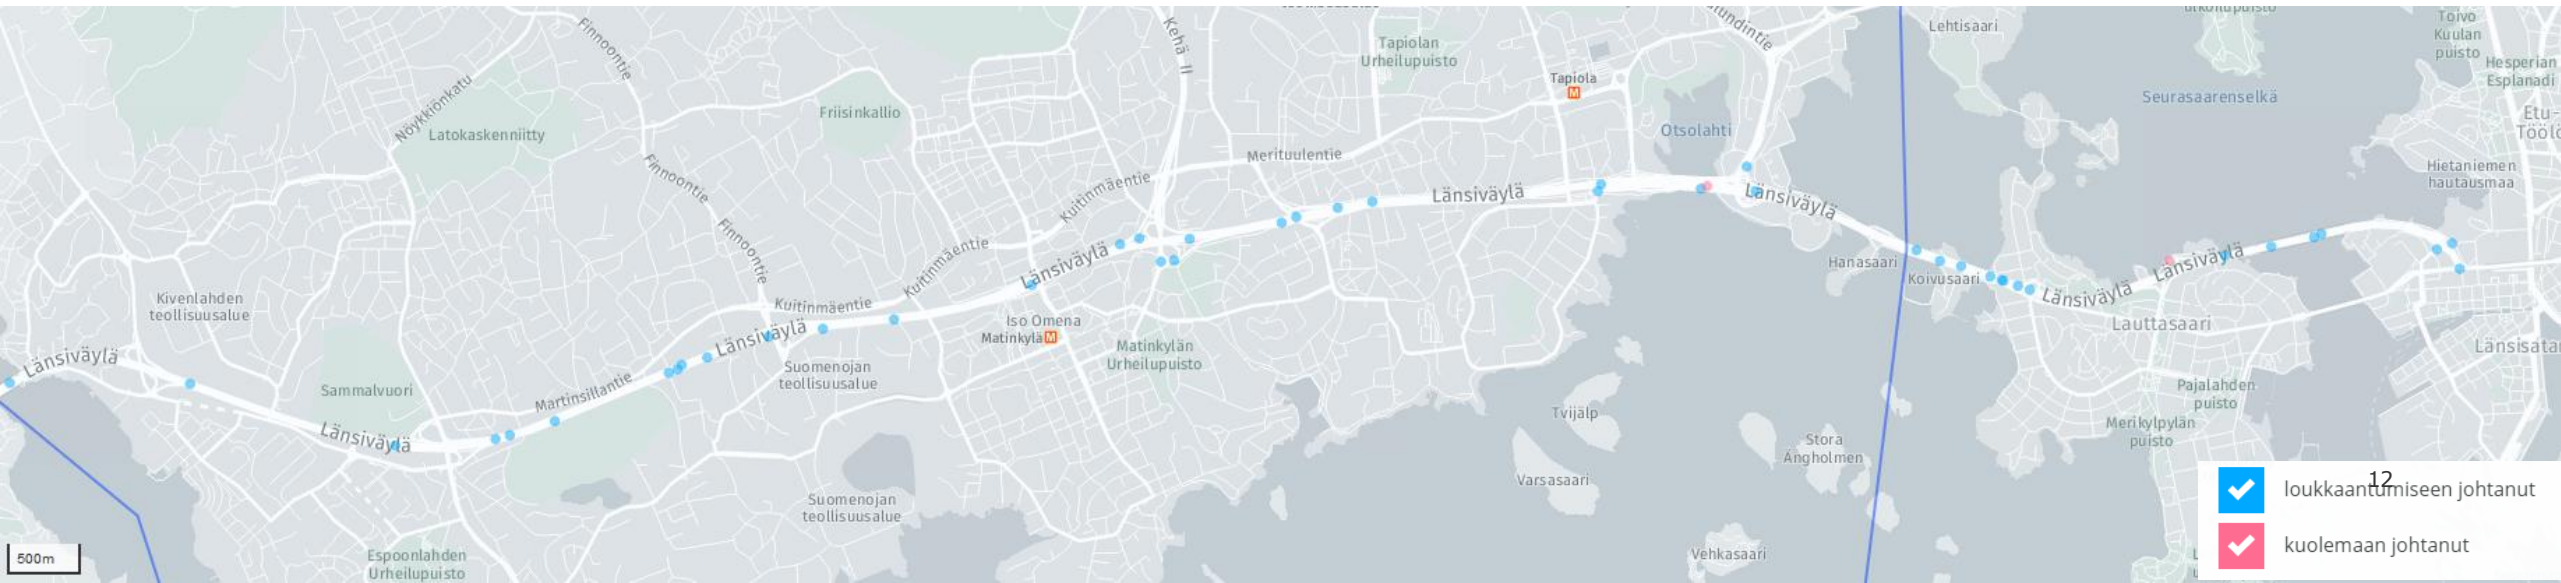 Finnoontie
Kehä II
Tapiolan
Urheilupuisto
Lehtisaari
Toivo
Kuulan
puisto
Hesperian
Esplanadi
Nöykkiönkatu
Latokaskenniitty
Friisinkallio
Tapiola
M
Seurasaarenselkä
Etu-
Otsolahti
Finnoontie
Merituulentie
Kuitinmäentie
Hietaniemen
hautausmaa
Länsiväylä
Länsiväylä
Finnoontie
Kuitinmäentie
Länsiväylä
Länsiväylä
Hanasaari
Koivusaari
Länsiväylä
Kivenlahden
teollisuusalue
Kuitinmäentie
Iso Omena
Matinkylä M
Lauttasaari
Länsiväylä
Länsiväylä
Matinkylän
Urheilupuisto
Suomenojan
teollisuusalue
Sammalvuori
Martinsillantie
Pajalahden
puisto
Länsiväylä
Tvijälp
Merikylpylän
puisto
Stora
Ängholmen
Varsasaari
Suomenojan
teollisuusalue
Espoonlahden
Urheilupuisto
Vehkasaari
500m
12
loukkaantumiseen johtanut
kuolemaan johtanut